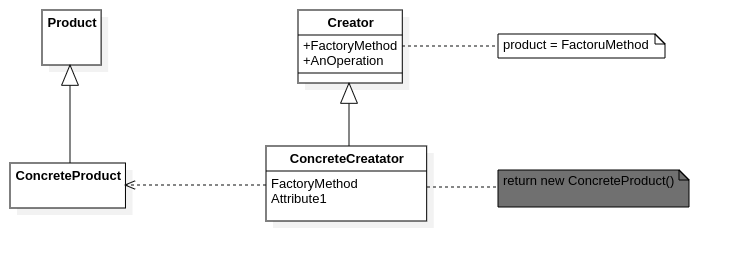 Product
Creator
+FactoryMethod
+AnOperation
product = FactoruMethod
ConcreteProduct
ConcreteCreatator
FactoryMethod
Attribute1
return new ConcreteProduct()